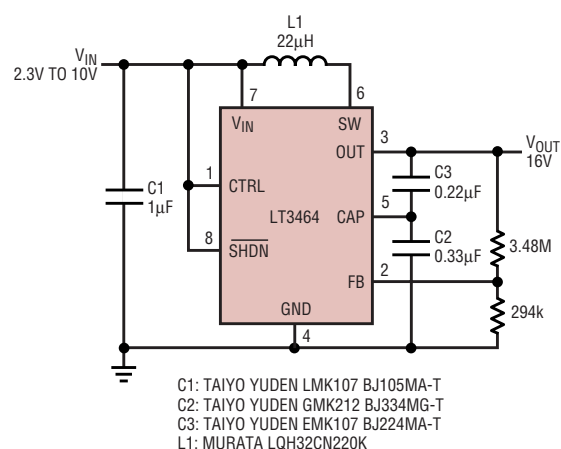 L1
22µH
VIN
2.3V TO 10V
7
6
VIN
SW
3
OUT
VOUT
16V
1
CTRL
C3
0.22µF
C1
1µF
LT3464
5
CAP
C2
0.33µF
3.48M
8
SHDN
2
FB
294k
GND
4
C1: TAIYO YUDEN LMK107 BJ105MA-T
C2: TAIYO YUDEN GMK212 BJ334MG-T
C3: TAIYO YUDEN EMK107 BJ224MA-T
L1: MURATA LQH32CN220K